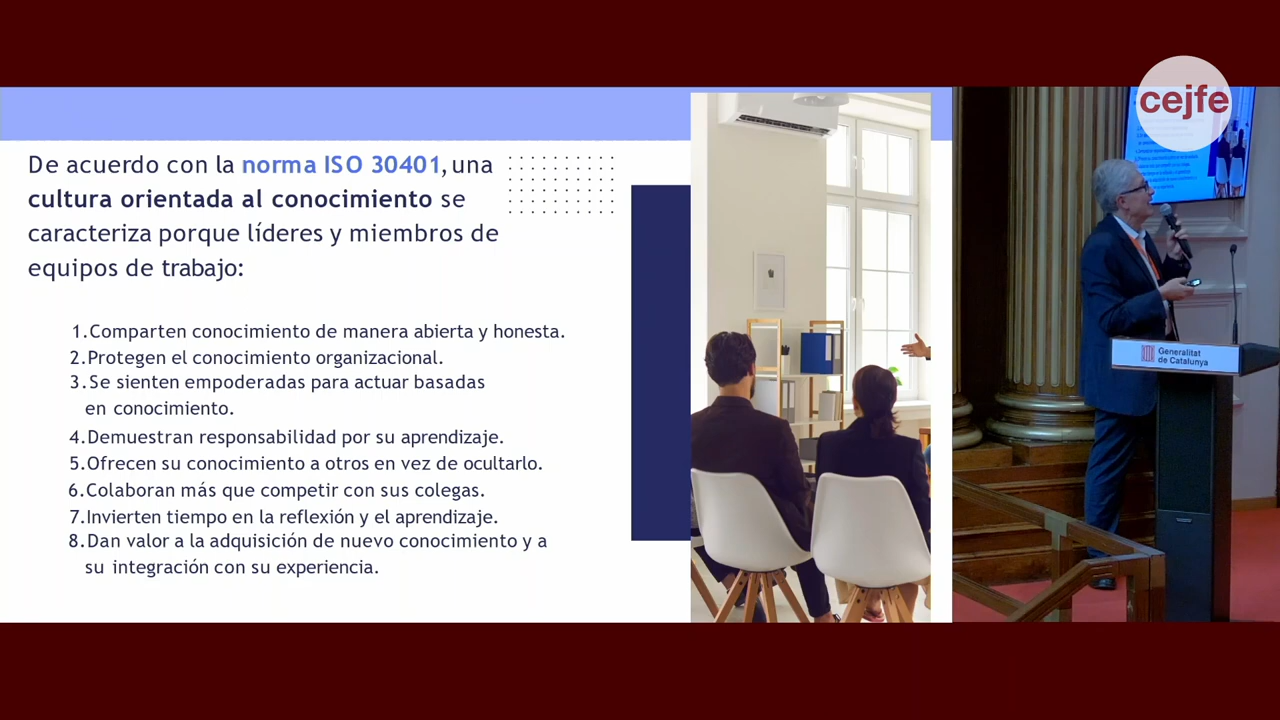 cejfe
De acuerdo con la norma ISO 30401, una
cultura orientada al conocimiento se
caracteriza porque líderes y miembros de
equipos de trabajo:
1.Comparten conocimiento de manera abierta y honesta.
2.Protegen el conocimiento organizacional.
3.Se sienten empoderadas para actuar basadas
en conocimiento.
4.Demuestran responsabilidad por su aprendizaje.
5.Ofrecen su conocimiento a otros en vez de ocultarlo.
6.Colaboran más que competir con sus colegas.
7.Invierten tiempo en la reflexión y el aprendizaje.
8.Dan valor a la adquisición de nuevo conocimiento y a
su integración con su experiencia.
Generalitat
de Catalunya